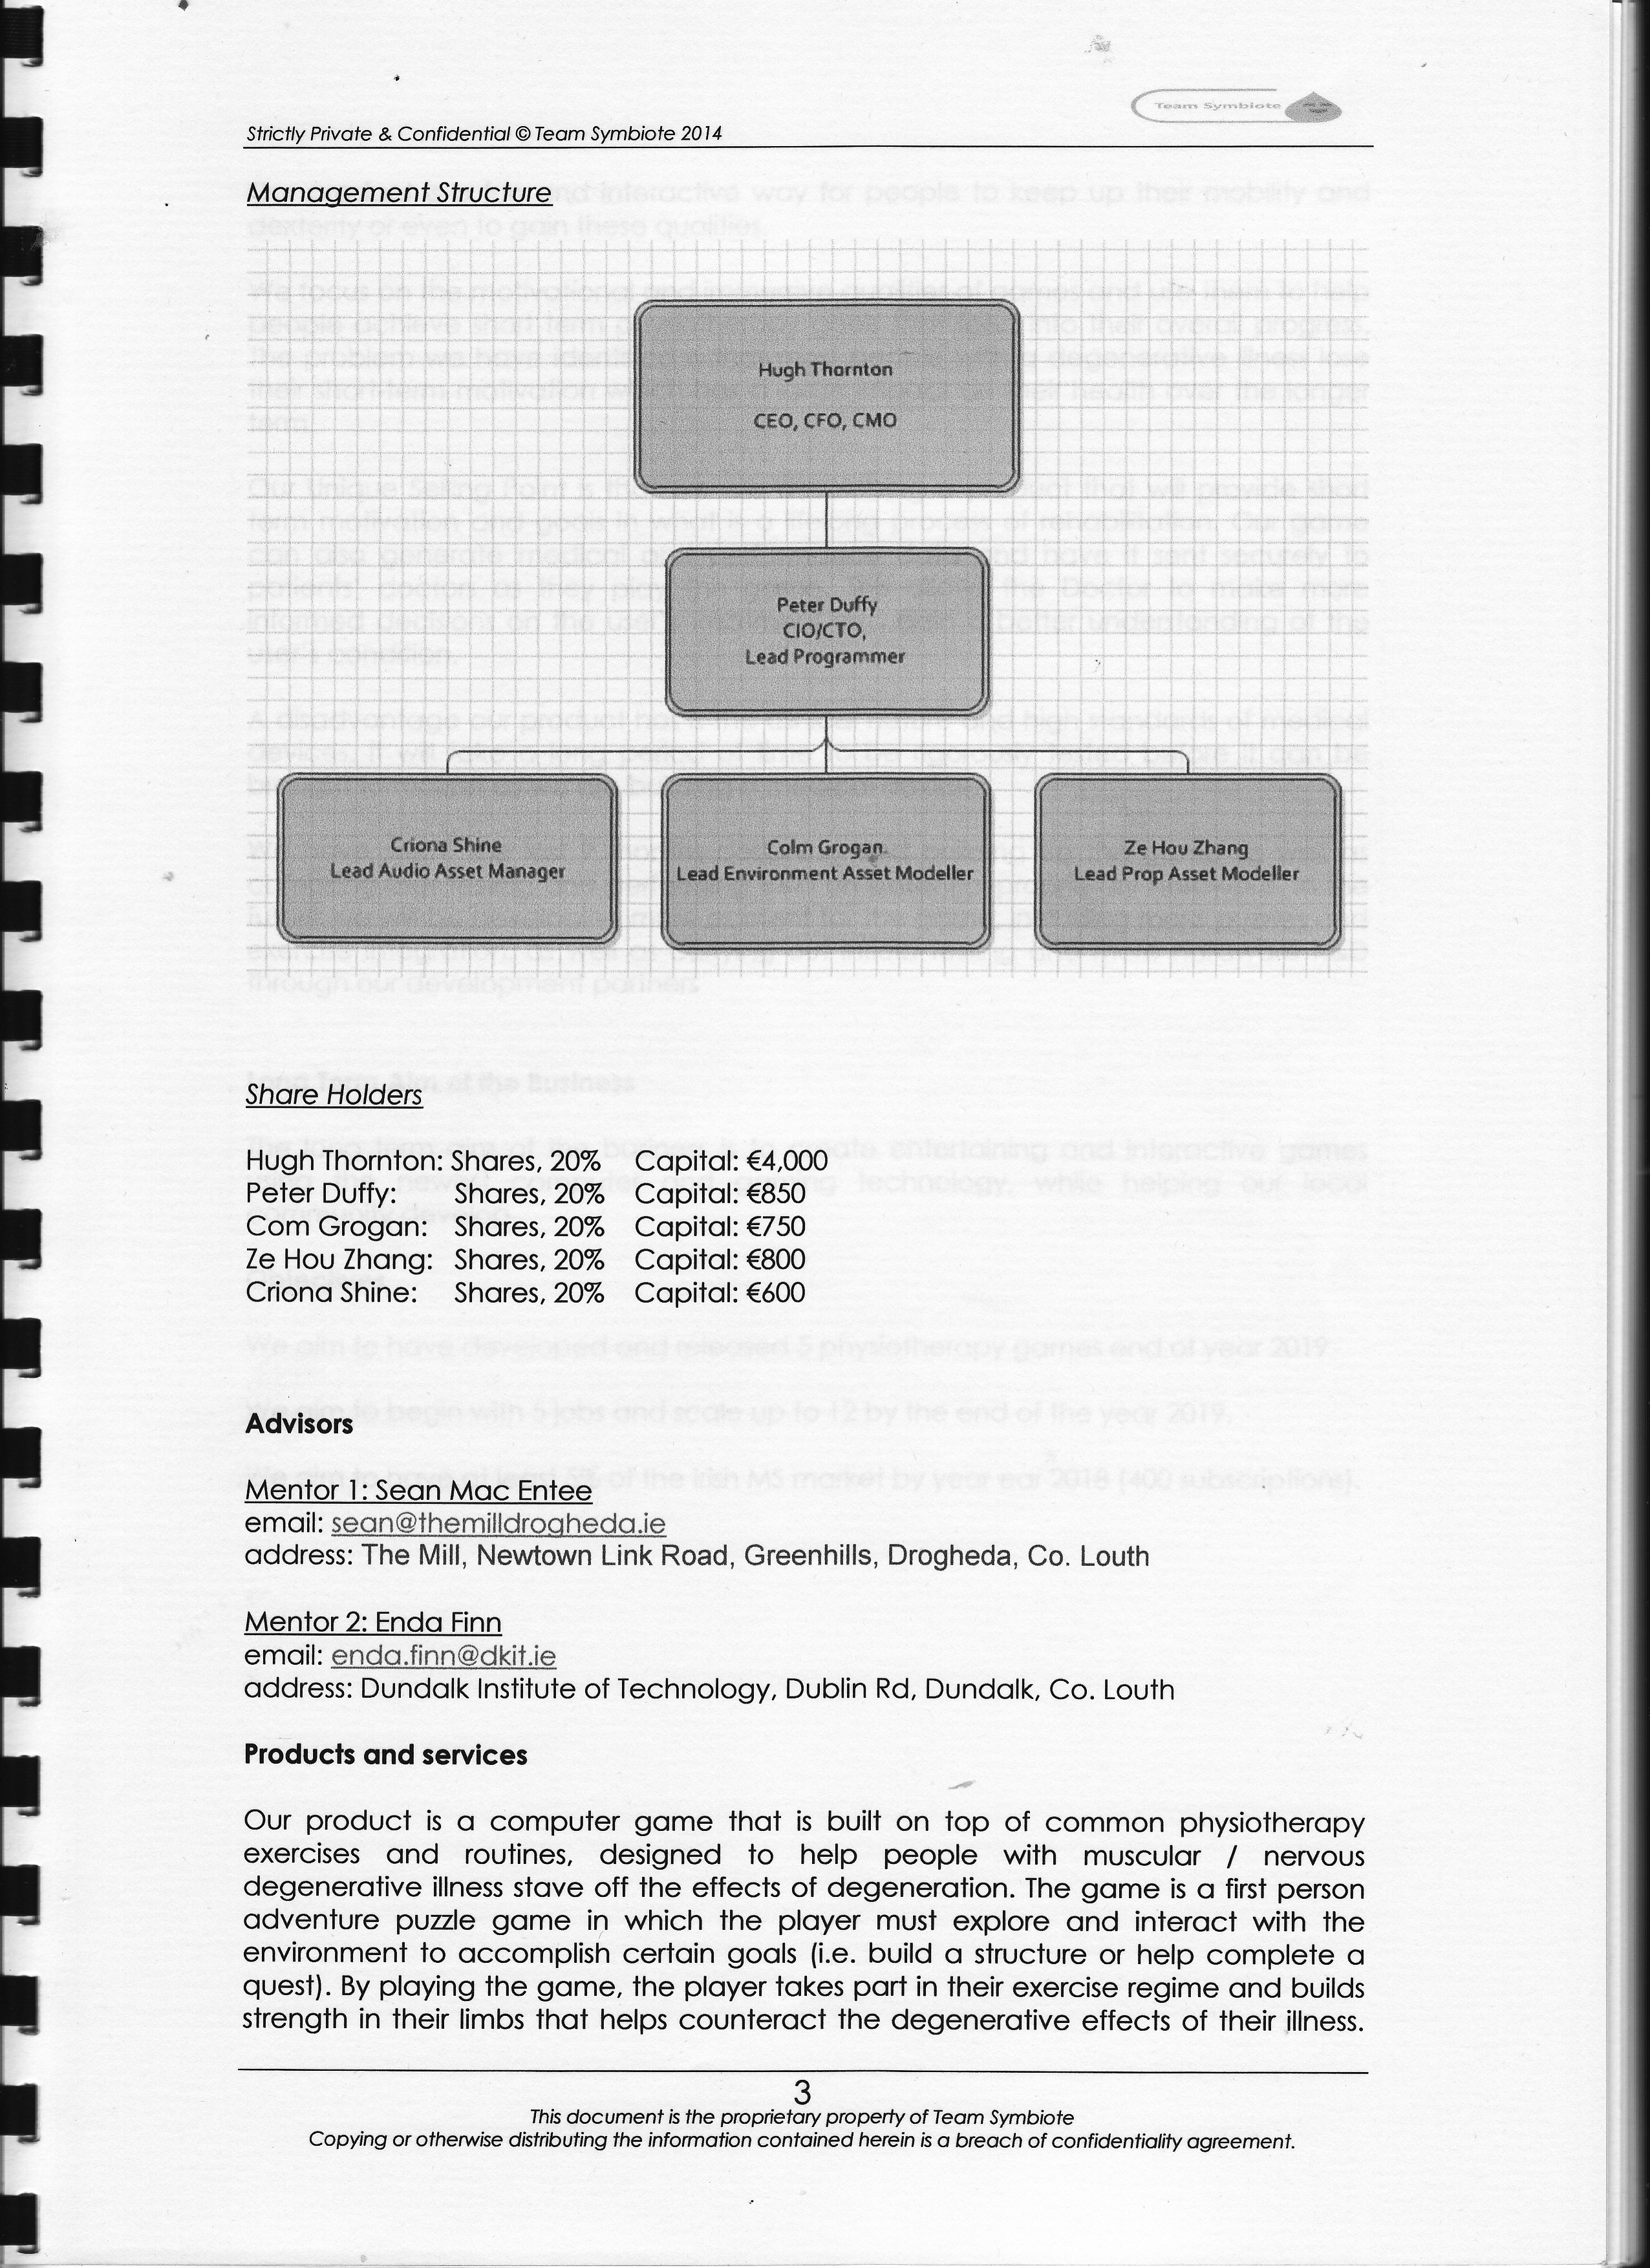 Team Symbiote
Strictly Private & Confidential © Team Symbiote 2014
Management Structure
Hugh Thornton
CEO, CFO, CMO
Peter Duffy
CIO/CTO,
Lead Programmer
Criona Shine
Lead Audio Asset Manager
Colm Grogan
Lead Environment Asset Modeller
Ze Hou Zhang
Lead Prop Asset Modeller
Share Holders
Hugh Thornton: Shares, 20% Capital: €4,000
Peter Duffy: Shares, 20% Capital: €850
Com Grogan: Shares, 20% Capital: €750
Ze Hou Zhang: Shares, 20% Capital: €800
Criona Shine: Shares, 20% Capital: €600
Advisors
Mentor 1: Sean Mac Entee
email: sean@themilldrogheda.ie
address: The Mill, Newtown Link Road, Greenhills, Drogheda, Co. Louth
Mentor 2: Enda Finn
email: enda.finn@dkit.ie
address: Dundalk Institute of Technology, Dublin Rd, Dundalk, Co. Louth
Products and services
Our product is a computer game that is built on top of common physiotherapy
exercises and routines, designed to help people with muscular / nervous
degenerative illness stave off the effects of degeneration. The game is a first person
adventure puzzle game in which the player must explore and interact with the
environment to accomplish certain goals (i.e. build a structure or help complete a
quest). By playing the game, the player takes part in their exercise regime and builds
strength in their limbs that helps counteract the degenerative effects of their illness.
3
This document is the proprietary property of Team Symbiote
Copying or otherwise distributing the information contained herein is a breach of confidentiality agreement.